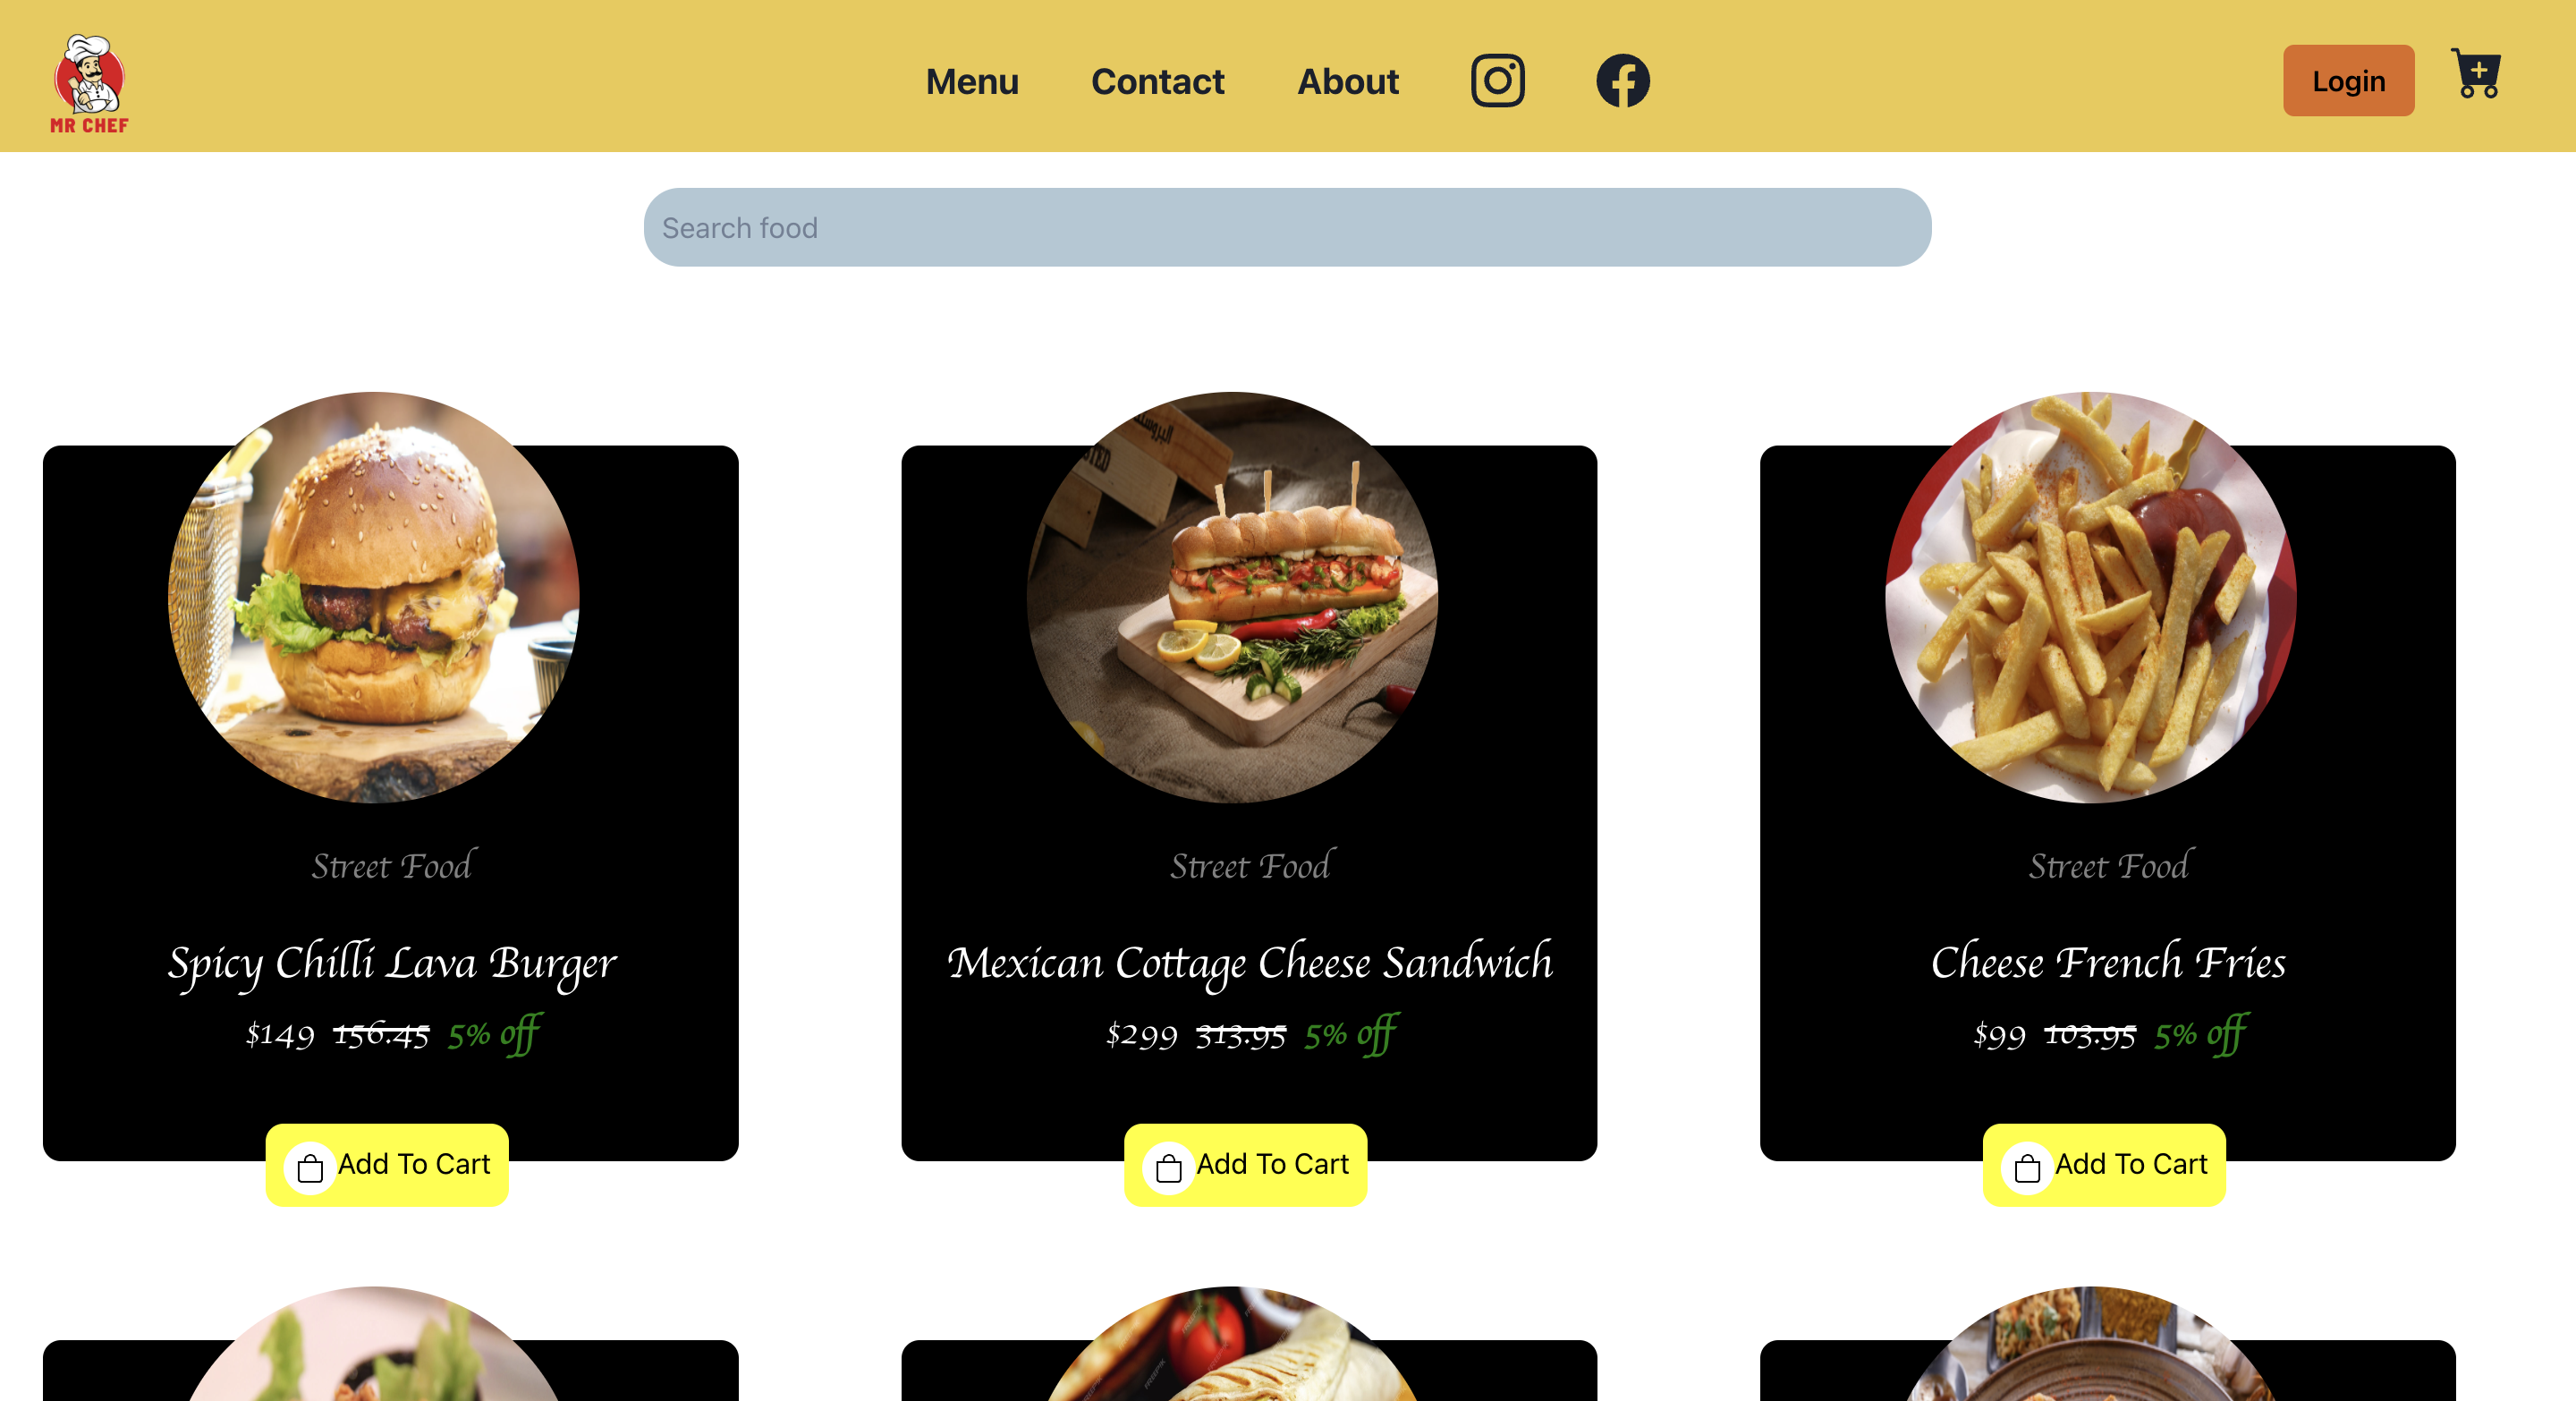 MR CHEF
Menu Contact About Login
Search food
Street Food Street Food Street Food
Spicy Chilli Lava Burger Mexican Cottage Cheese Sandwich Cheese French Fries
$149 156.45 5% off $299 313.95 5% off $99 103.95 5% off
Add To Cart Add To Cart Add To Cart